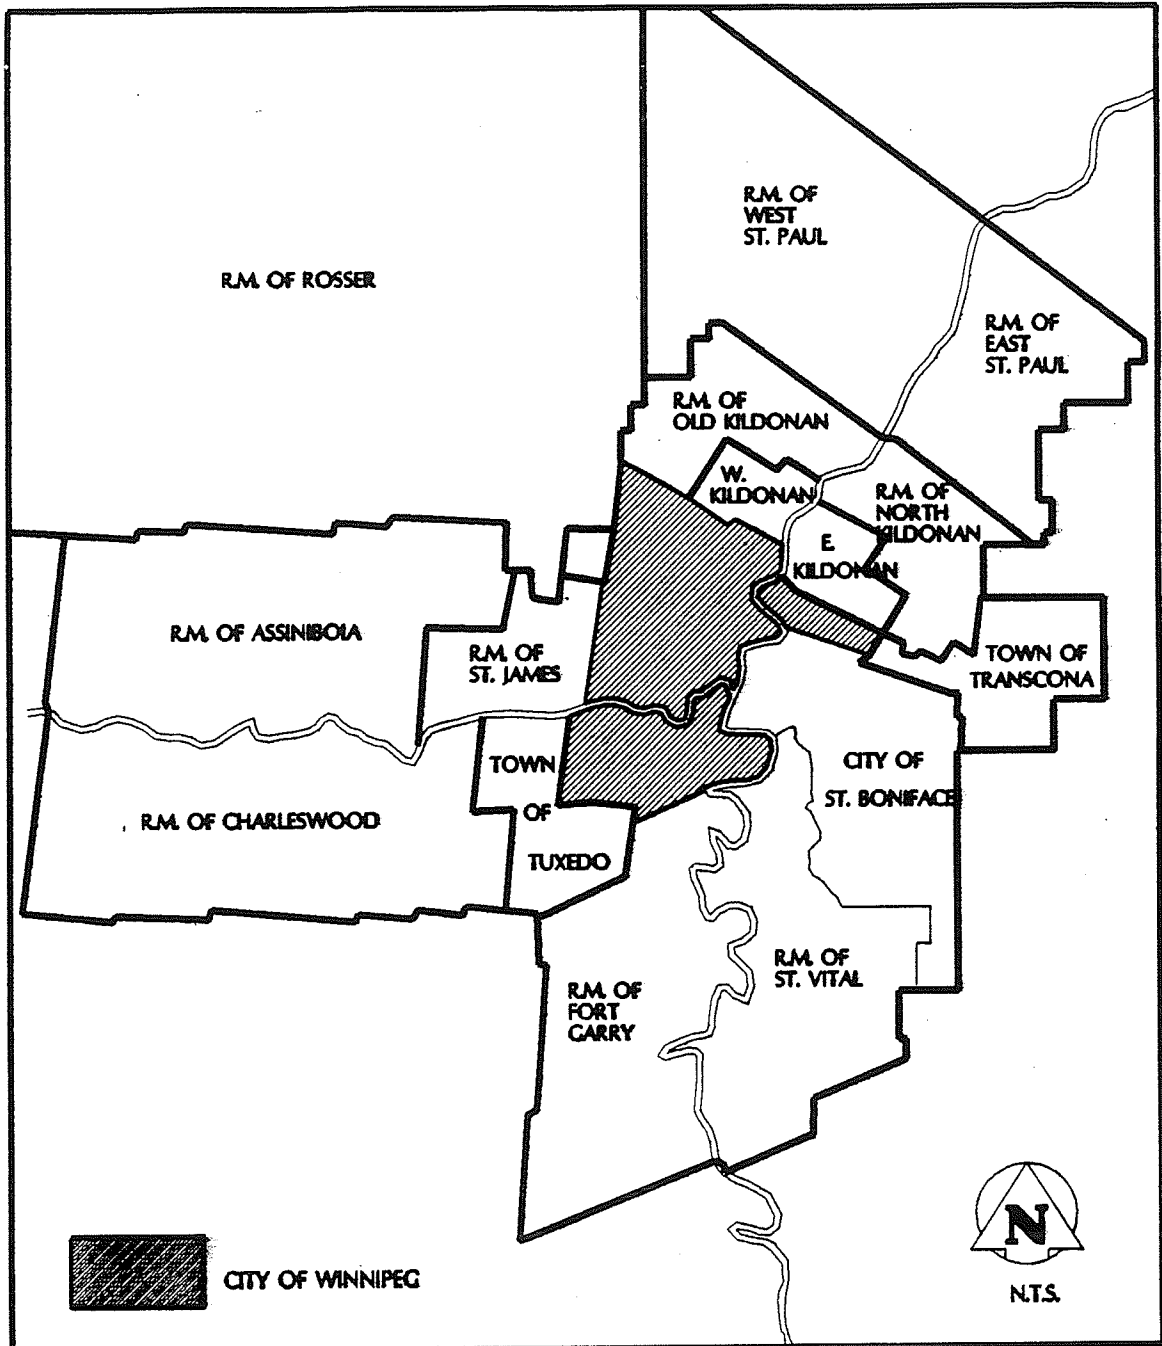 R.M. OF
WEST
ST. PAUL
R.M. OF ROSSER
R.M. OF
EAST
ST. PAUL
R.M. OF
OLD KILDONAN
W.
KILDONAN
R.M. OF
NORTH
KILDONAN
E.
KILDONAN
R.M. OF ASSINIBOIA
R.M. OF
ST. JAMES
TOWN OF
TRANSCONA
TOWN
OF
TUXEDO
CITY OF
ST. BONIFACE
R.M. OF CHARLESWOOD
R.M. OF
ST. VITAL
R.M. OF
FORT
GARRY
N
N.T.S.
CITY OF WINNIPEG